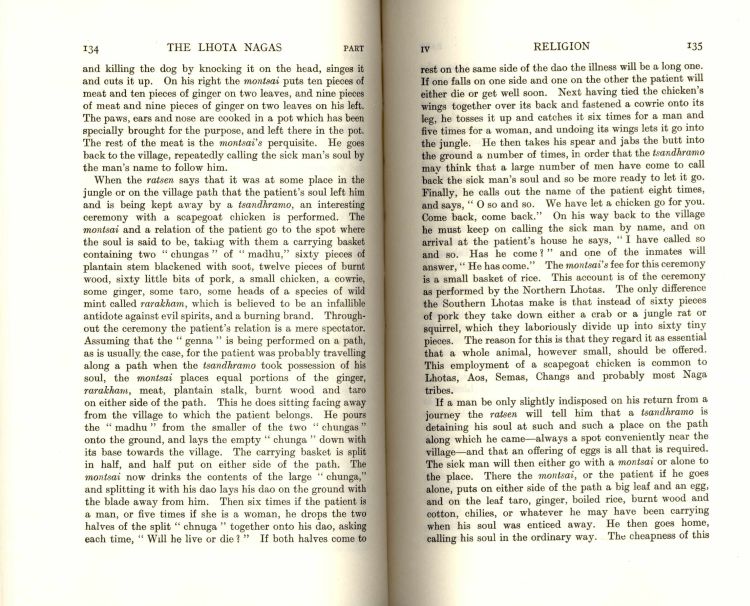 134 THE LHOTA NAGAS PART
and killing the dog by knocking it on the head, singes it
and cuts it up. On his right the montsai puts ten pieces of
meat and ten pieces of ginger on two leaves, and nine pieces
of meat and nine pieces of ginger on two leaves on his left.
The paws, ears and nose are cooked in a pot which has been
specially brought for the purpose, and left there in the pot.
The rest of the meat is the montsai's perquisite. He goes
back to the village, repeatedly calling the sick man's soul by
the man's name to follow him.
When the ratsen says that it was at some place in the
jungle or on the village path that the patient's soul left him
and is being kept away by a tsandhramo, an interesting
ceremony with a scapegoat chicken is performed. The
montsai and a relation of the patient go to the spot where
the soul is said to be, taking with them a carrying basket
containing two " chungas " of " madhu," sixty pieces of
plantain stem blackened with soot, twelve pieces of burnt
wood, sixty little bits of pork, a small chicken, a cowrie,
some ginger, some taro, some heads of a species of wild
mint called rarakham, which is believed to be an infallible
antidote against evil spirits, and a burning brand. Through-
out the ceremony the patient's relation is a mere spectator.
Assuming that the " genna " is being performed on a path,
as is usually the case, for the patient was probably travelling
along a path when the tsandhramo took possession of his
soul, the montsai places equal portions of the ginger,
rarakham, meat, plantain stalk, burnt wood and taro
on either side of the path. This he does sitting facing away
from the village to which the patient belongs. He pours
the " madhu " from the smaller of the two " chungas "
onto the ground, and lays the empty " chunga " down with
its base towards the village. The carrying basket is split
in half, and half put on either side of the path. The
montsai now drinks the contents of the large " chunga,"
and splitting it with his dao lays his dao on the ground with
the blade away from him. Then six times if the patient is
a man, or five times if she is a woman, he drops the two
halves of the split " chnuga " together onto his dao, asking
each time, " Will he live or die ? " If both halves come to
IV RELIGION 135
rest on the same side of the dao the illness will be a long one.
If one falls on one side and one on the other the patient will
either die or get well soon. Next having tied the chicken's
wings together over its back and fastened a cowrie onto its
leg, he tosses it up and catches it six times for a man and
five times for a woman, and undoing its wings lets it go into
the jungle. He then takes his spear and jabs the butt into
the ground a number of times, in order that the tsandhramo
may think that a large number of men have come to call
back the sick man's soul and so be more ready to let it go.
Finally, he calls out the name of the patient eight times,
and says, " O so and so. We have let a chicken go for you.
Come back, come back." On his way back to the village
he must keep on calling the sick man by name, and on
arrival at the patient's house he says, " I have called so
and so. Has he come ? " and one of the inmates will
answer, " He has come." The montsai's fee for this ceremony
is a small basket of rice. This account is of the ceremony
as performed by the Northern Lhotas. The only difference
the Southern Lhotas make is that instead of sixty pieces
of pork they take down either a crab or a jungle rat or
squirrel, which they laboriously divide up into sixty tiny
pieces. The reason for this is that they regard it as essential
that a whole animal, however small, should be offered.
This employment of a scapegoat chicken is common to
Lhotas, Aos, Semas, Changs and probably most Naga
tribes.
If a man be only slightly indisposed on his return from a
journey the ratsen will tell him that a tsandhramo is
detaining his soul at such and such a place on the path
along which he came—always a spot conveniently near the
village—and that an offering of eggs is all that is required.
The sick man will then either go with a montsai or alone to
the place. There the montsai, or the patient if he goes
alone, puts on either side of the path a big leaf and an egg,
and on the leaf taro, ginger, boiled rice, burnt wood and
cotton, chilies, or whatever he may have been carrying
when his soul was enticed away. He then goes home,
calling his soul in the ordinary way. The cheapness of this